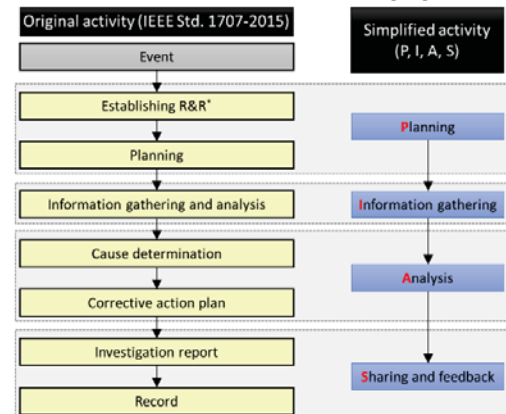 Original activity (IEEE Std. 1707-2015)
Event
Establishing R&R*
Planning
Information gathering and analysis
Cause determination
Corrective action plan
Investigation report
Record
Simplified activity
(P, I, A, S)
Planning
Information gathering
Analysis
Sharing and feedback